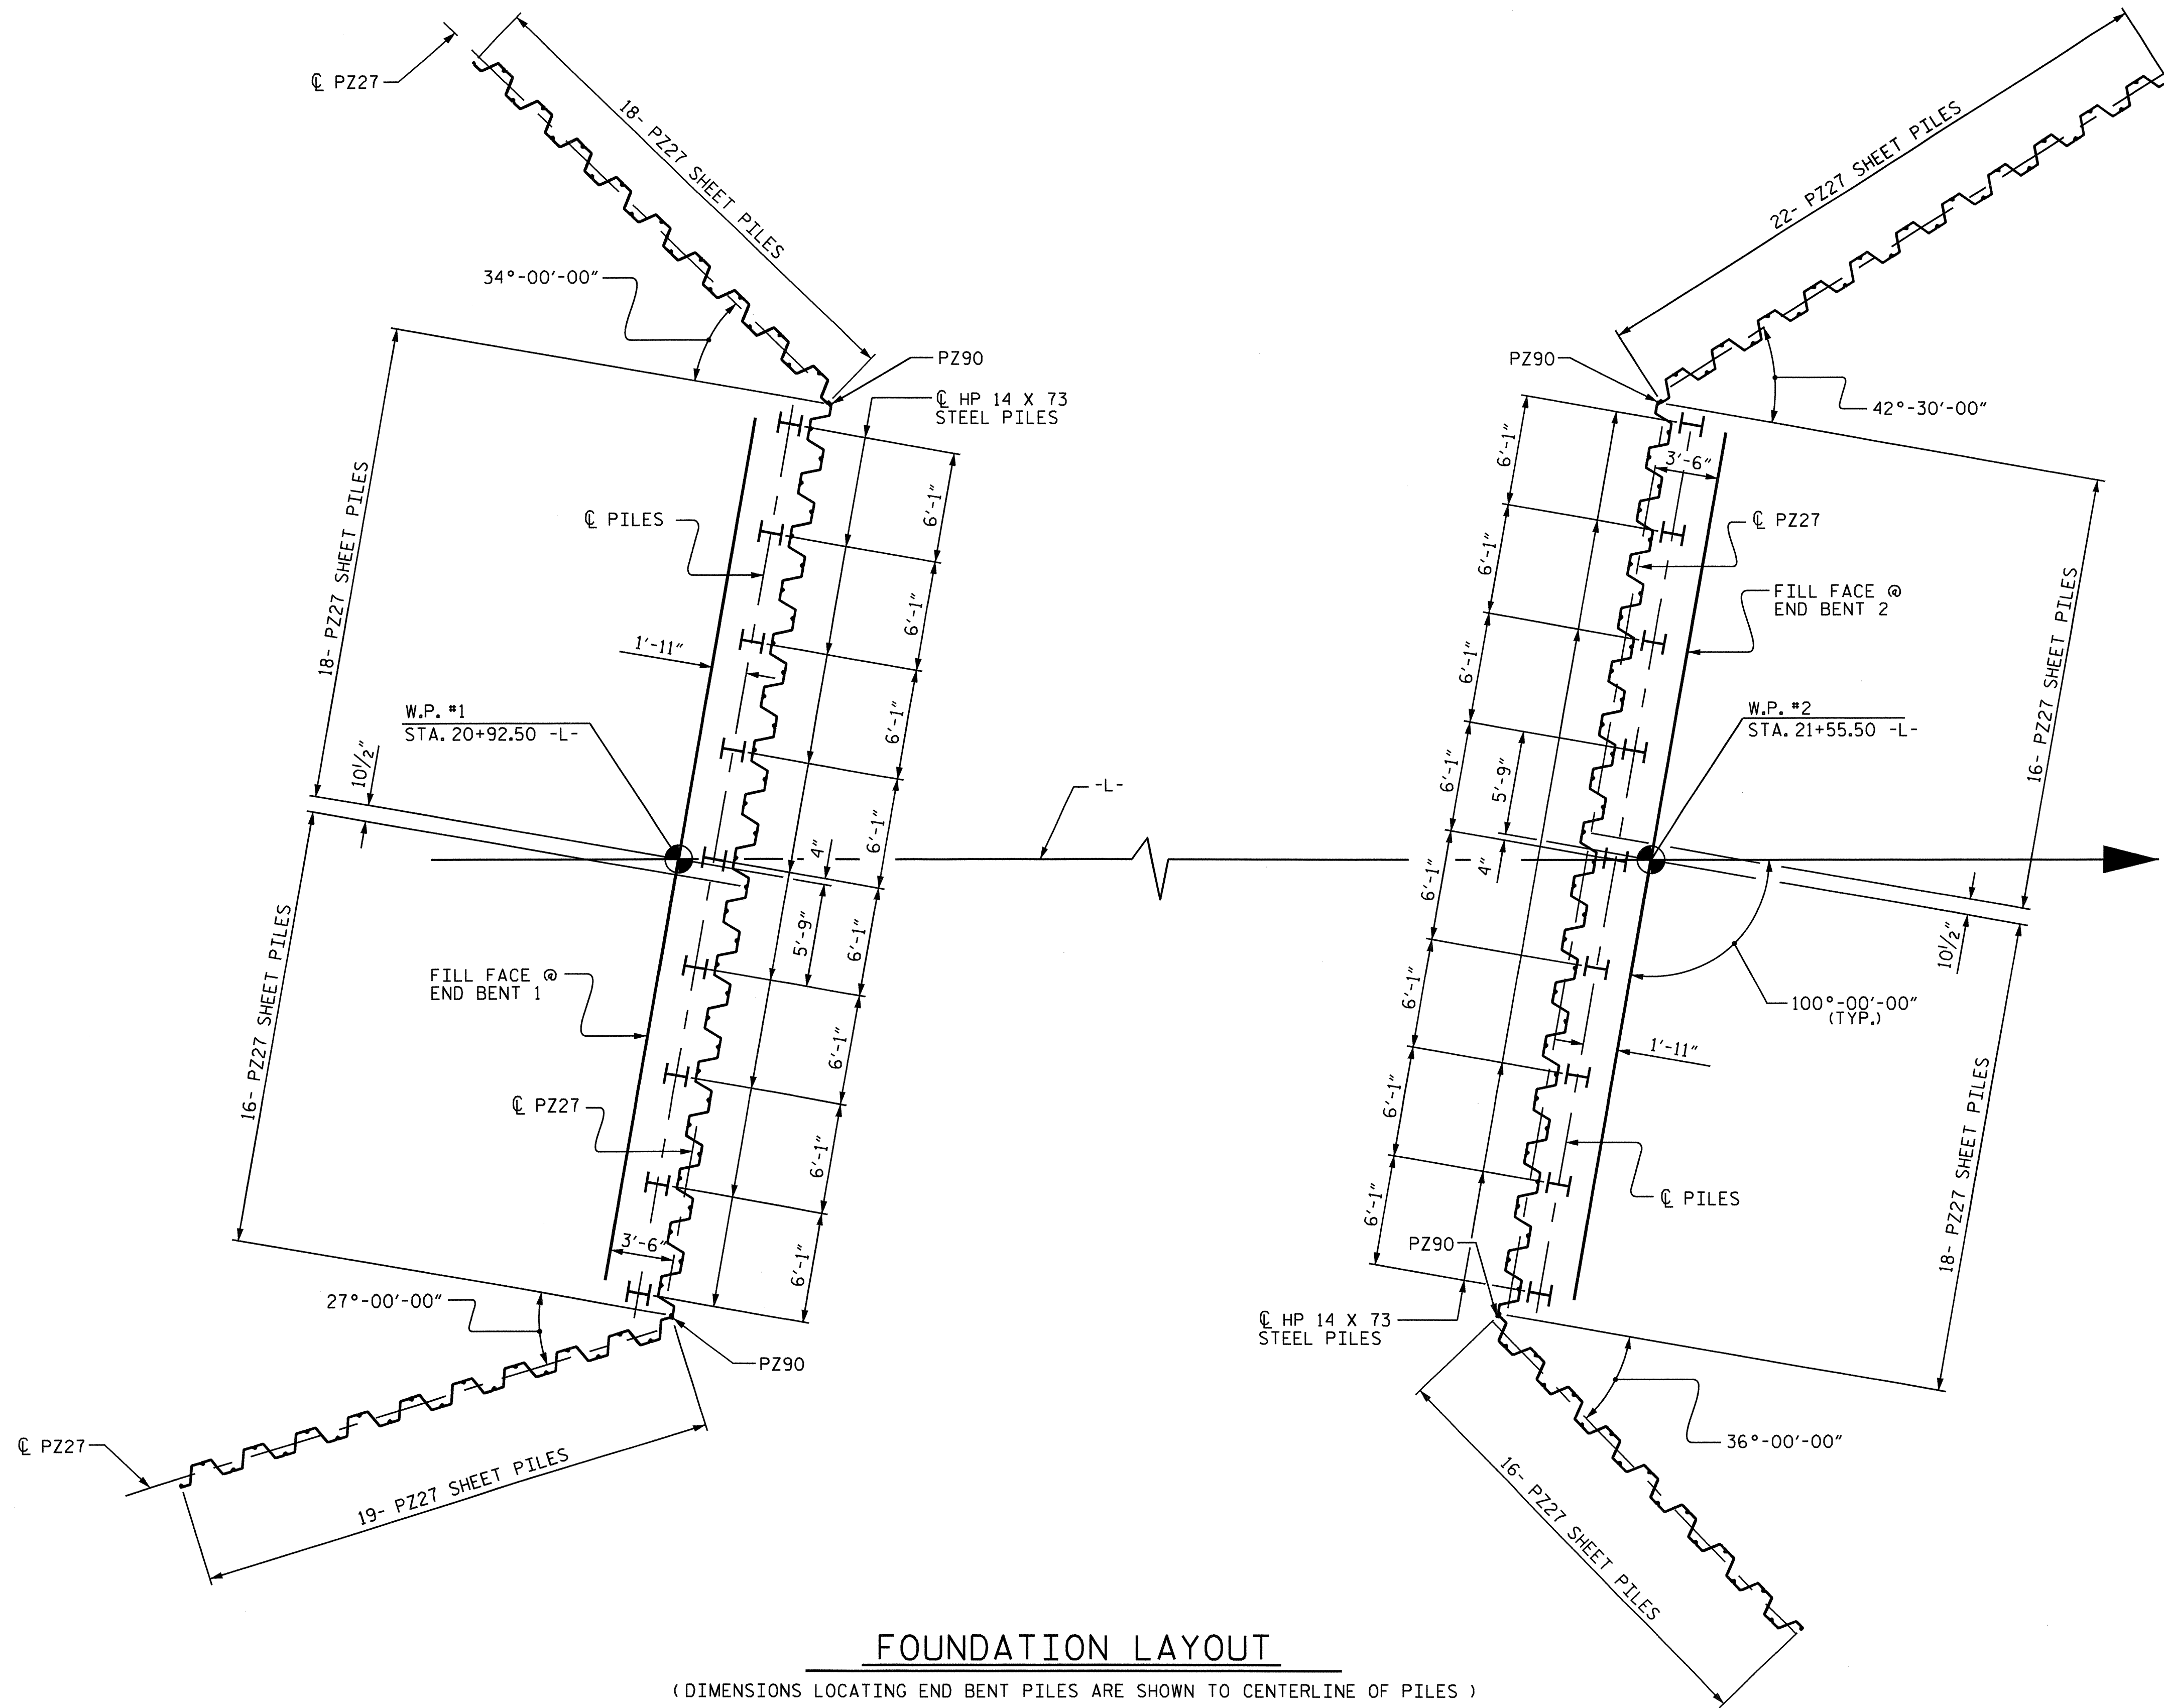 ℄ PZ27
18- PZ27 SHEET PILES
34°-00'-00"
PZ90
℄ HP 14 X 73
STEEL PILES
18- PZ27 SHEET PILES
℄ PILES
1'-11"
W.P. #1
STA. 20+92.50 -L-
10½"
6'-1"
6'-1"
6'-1"
6'-1"
4"
5'-9"
6'-1"
6'-1"
6'-1"
6'-1"
16- PZ27 SHEET PILES
FILL FACE @
END BENT 1
℄ PZ27
3'-6"
27°-00'-00"
PZ90
℄ PZ27
19- PZ27 SHEET PILES
-L-
22- PZ27 SHEET PILES
PZ90
42°-30'-00"
3'-6"
℄ PZ27
FILL FACE @
END BENT 2
6'-1"
6'-1"
6'-1"
6'-1"
5'-9"
4"
6'-1"
6'-1"
6'-1"
6'-1"
W.P. #2
STA. 21+55.50 -L-
16- PZ27 SHEET PILES
10½"
100°-00'-00"
(TYP.)
1'-11"
18- PZ27 SHEET PILES
℄ PILES
PZ90
℄ HP 14 X 73
STEEL PILES
36°-00'-00"
16- PZ27 SHEET PILES
FOUNDATION LAYOUT
( DIMENSIONS LOCATING END BENT PILES ARE SHOWN TO CENTERLINE OF PILES )